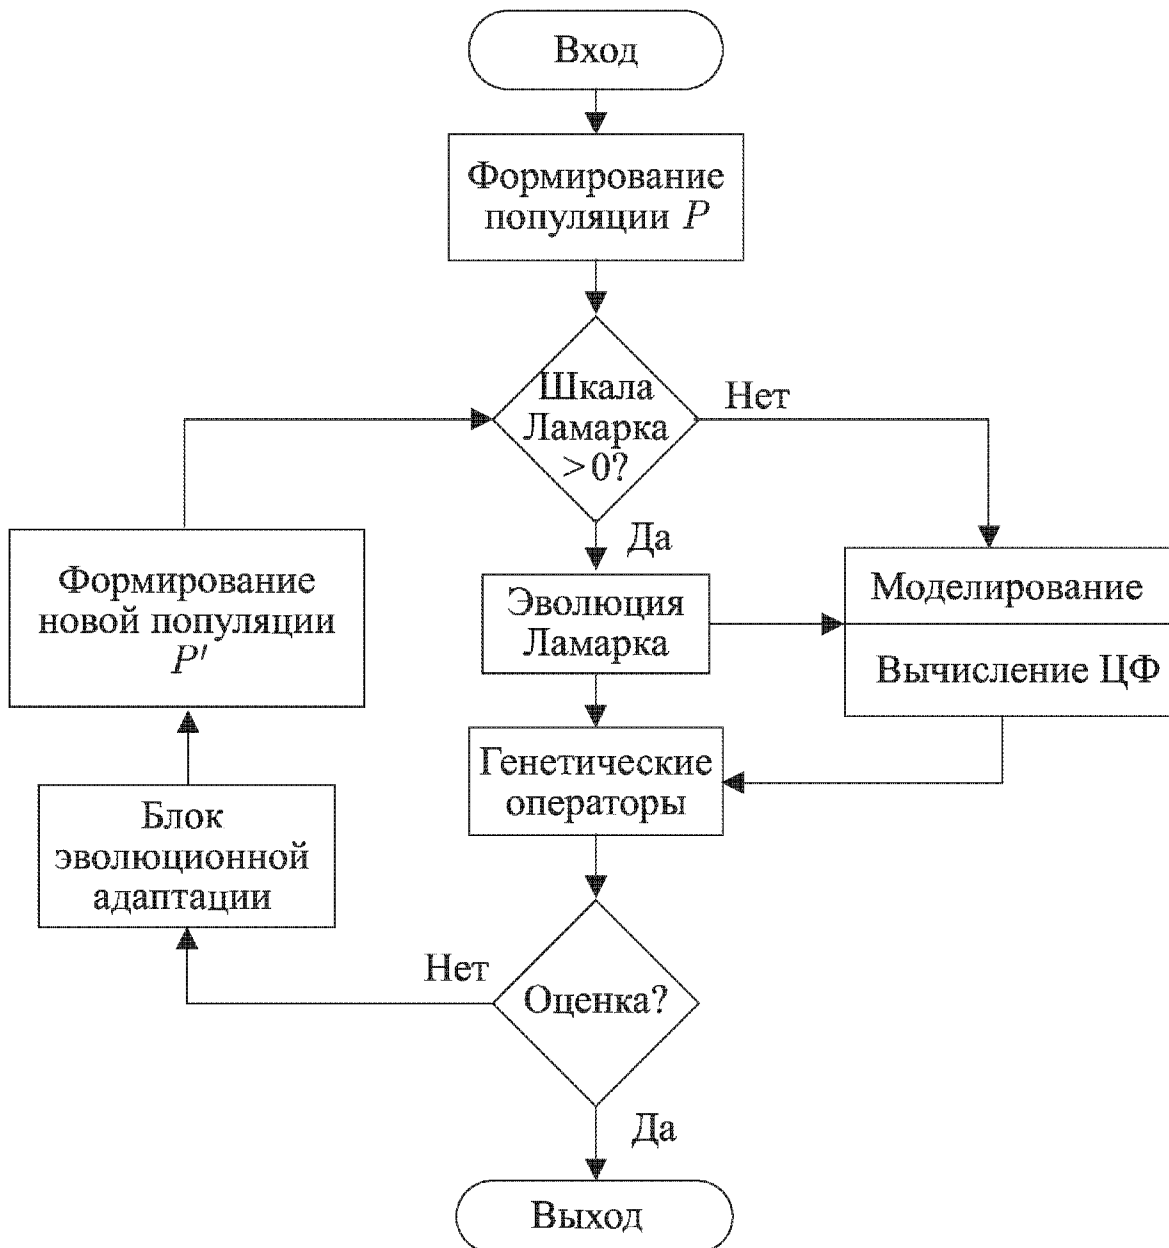 Вход
Формирование
популяции P
Шкала
Ламарка
>0?
Нет
Да
Формирование
новой популяции
P′
Эволюция
Ламарка
Моделирование
Вычисление ЦФ
Генетические
операторы
Блок
эволюционной
адаптации
Нет
Оценка?
Да
Выход